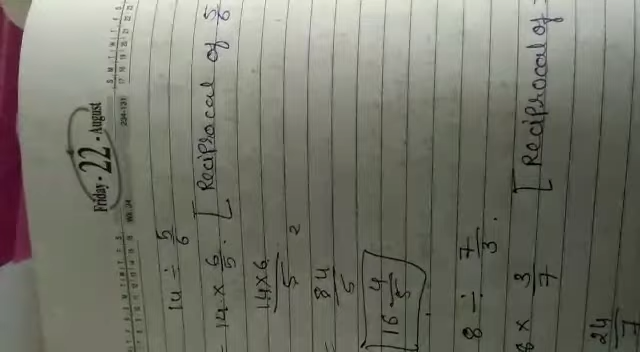 Friday - 22 - August
234-131
14 ÷ 5/6
= 14 × 6/5 . [Reciprocal of 5/6
14×6/5 =
= 84/5
16 4/5
8 ÷ 7/3 .
8 × 3/7 [Reciprocal of
24/7